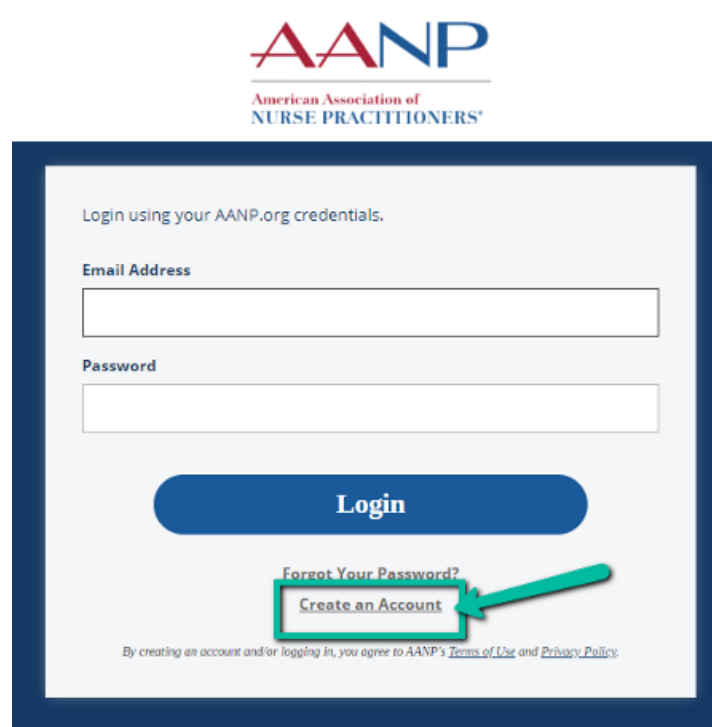 AANP
American Association of
NURSE PRACTITIONERS®
Login using your AANP.org credentials.
Email Address
Password
Login
Forgot Your Password?
Create an Account
By creating an account and/or logging in, you agree to AANP's Terms of Use and Privacy Policy.